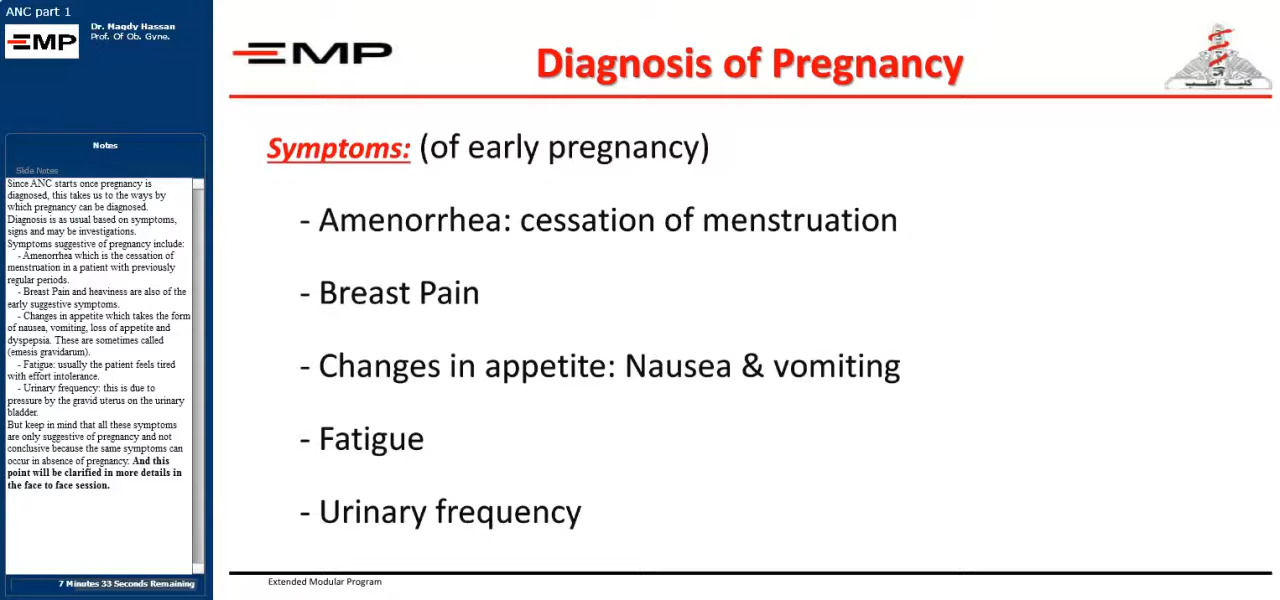 ANC part 1
EMP
Dr. Maqdy Hassan
Prof. Of Ob. Gyne.
Notes
Slide Notes
Since ANC starts once pregnancy is
diagnosed, this takes us to the ways by
which pregnancy can be diagnosed.
Diagnosis is as usual based on symptoms,
signs and may be investigations.
Symptoms suggestive of pregnancy include:
- Amenorrhea which is the cessation of
menstruation in a patient with previously
regular periods.
- Breast Pain and heaviness are also of the
early suggestive symptoms.
- Changes in appetite which takes the form
of nausea, vomiting, loss of appetite and
dyspepsia. These are sometimes called
(emesis gravidarum).
- Fatigue: usually the patient feels tired
with effort intolerance.
- Urinary frequency: this is due to
pressure by the gravid uterus on the urinary
bladder.
But keep in mind that all these symptoms
are only suggestive of pregnancy and not
conclusive because the same symptoms can
occur in absence of pregnancy. And this
point will be clarified in more details in
the face to face session.
7 Minutes 33 Seconds Remaining
EMP
Diagnosis of Pregnancy
كلية الطب
Symptoms: (of early pregnancy)
- Amenorrhea: cessation of menstruation
- Breast Pain
- Changes in appetite: Nausea & vomiting
- Fatigue
- Urinary frequency
Extended Modular Program